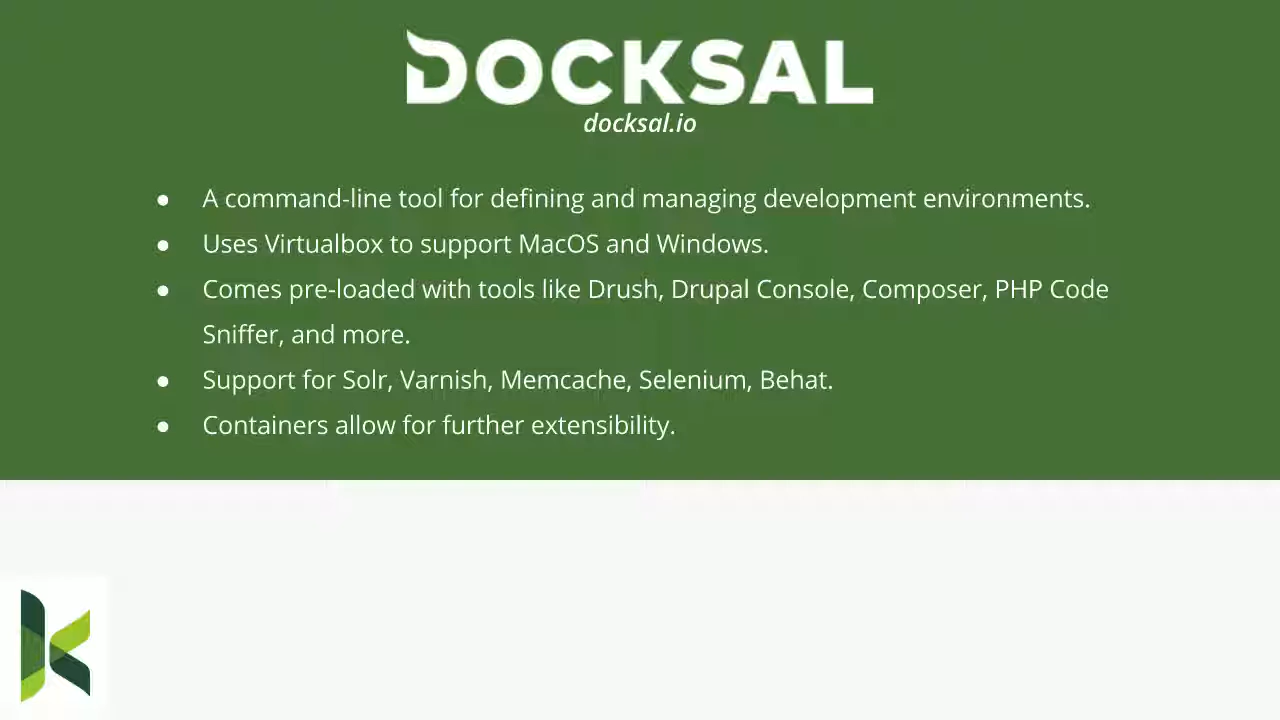 DOCKSAL
docksal.io
● A command-line tool for defining and managing development environments.
● Uses Virtualbox to support MacOS and Windows.
● Comes pre-loaded with tools like Drush, Drupal Console, Composer, PHP Code
Sniffer, and more.
● Support for Solr, Varnish, Memcache, Selenium, Behat.
● Containers allow for further extensibility.